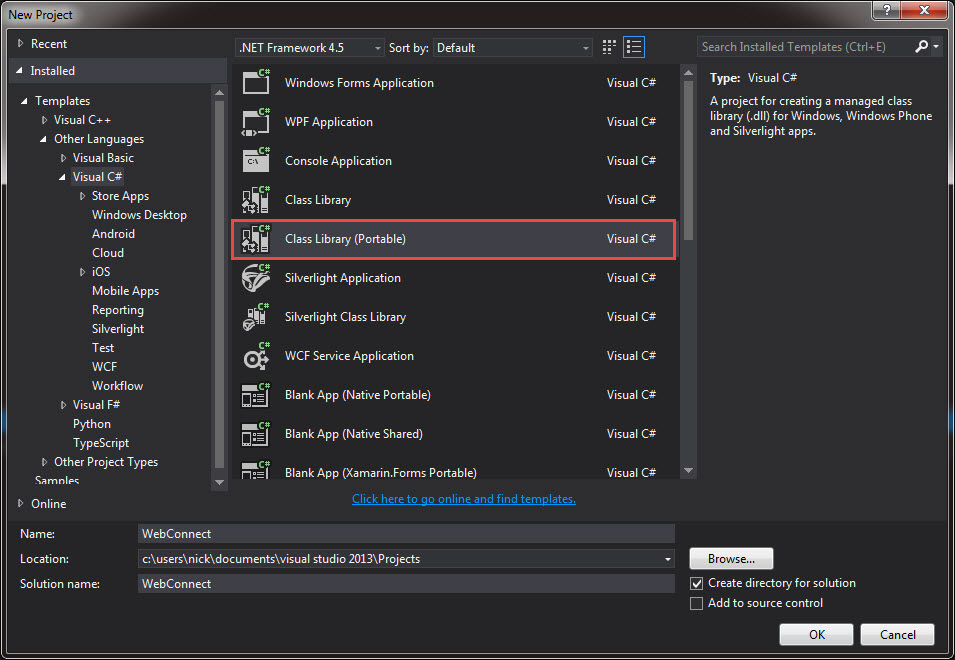 New Project
?
Recent
.NET Framework 4.5
Sort by:
Default
Search Installed Templates (Ctrl+E)
Installed
Templates
Visual C++
Other Languages
Visual Basic
Visual C#
Store Apps
Windows Desktop
Android
Cloud
iOS
Mobile Apps
Reporting
Silverlight
Test
WCF
Workflow
Visual F#
Python
TypeScript
Other Project Types
Samples
Online
C# Windows Forms Application Visual C#
C# WPF Application Visual C#
C# C:\ Console Application Visual C#
C# Class Library Visual C#
C# Class Library (Portable) Visual C#
C# Silverlight Application Visual C#
C# Silverlight Class Library Visual C#
C# WCF Service Application Visual C#
C# Blank App (Native Portable) Visual C#
C# Blank App (Native Shared) Visual C#
C# Blank App (Xamarin.Forms Portable) Visual C#
Click here to go online and find templates.
Type: Visual C#
A project for creating a managed class
library (.dll) for Windows, Windows Phone
and Silverlight apps.
Name: WebConnect
Location: c:\users\nick\documents\visual studio 2013\Projects
Browse...
Solution name: WebConnect
Create directory for solution
Add to source control
OK
Cancel